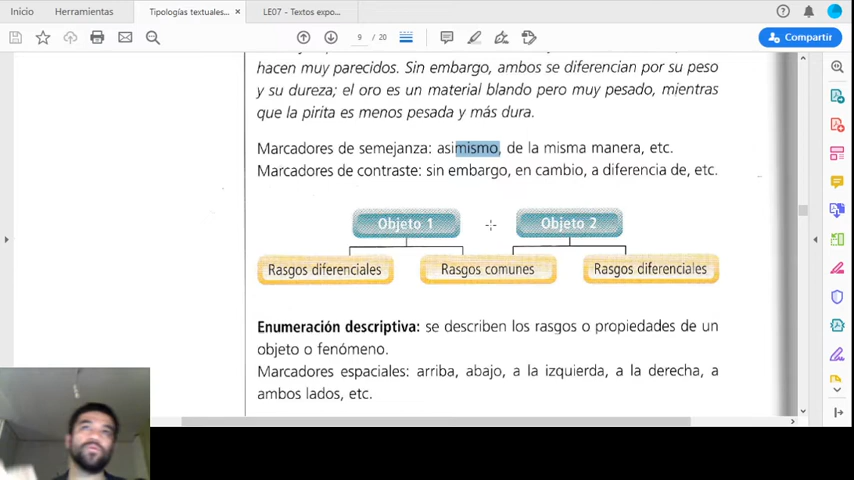 Inicio Herramientas Tipologías textuales... × LE07 - Textos expo...
9 / 20 Compartir
hacen muy parecidos. Sin embargo, ambos se diferencian por su peso
y su dureza; el oro es un material blando pero muy pesado, mientras
que la pirita es menos pesada y más dura.
Marcadores de semejanza: asimismo, de la misma manera, etc.
Marcadores de contraste: sin embargo, en cambio, a diferencia de, etc.
Objeto 1 Objeto 2
Rasgos diferenciales Rasgos comunes Rasgos diferenciales
Enumeración descriptiva: se describen los rasgos o propiedades de un
objeto o fenómeno.
Marcadores espaciales: arriba, abajo, a la izquierda, a la derecha, a
ambos lados, etc.